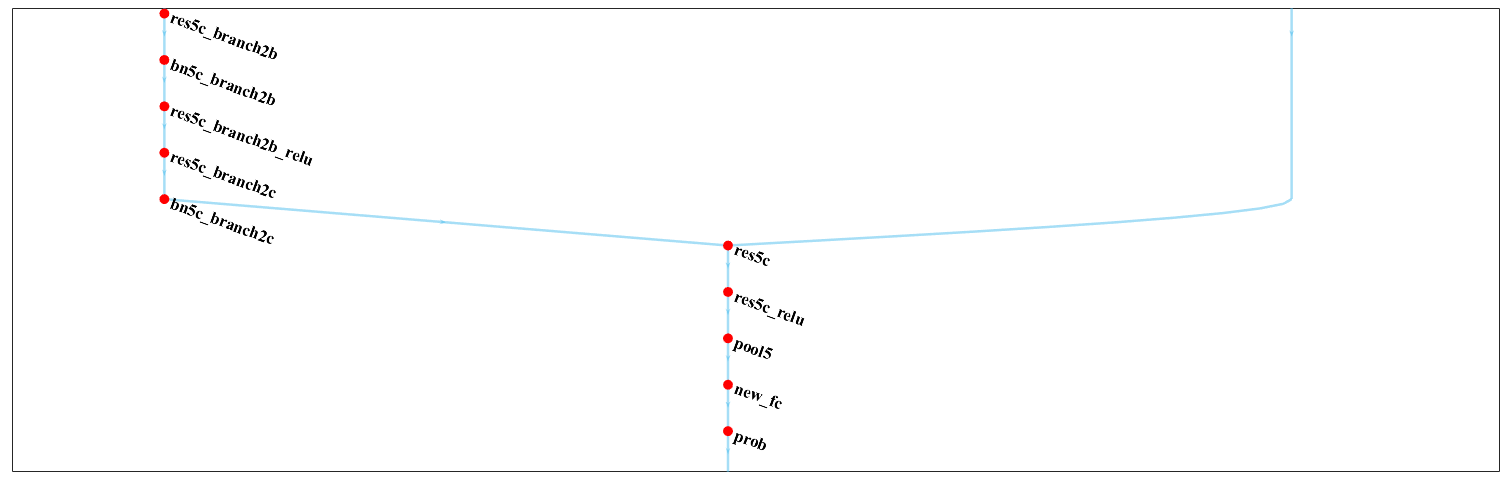 res5c_branch2b
bn5c_branch2b
res5c_branch2b_relu
res5c_branch2c
bn5c_branch2c
res5c
res5c_relu
pool5
new_fc
prob